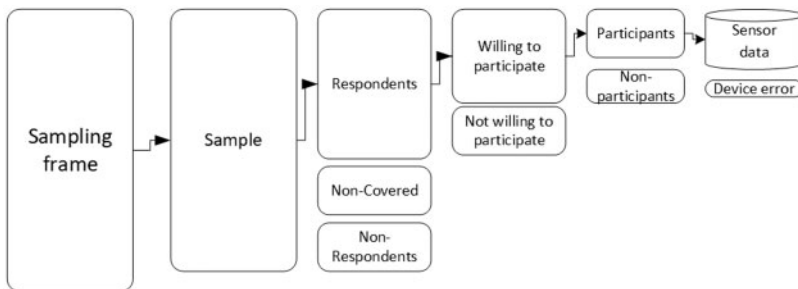 Sampling
frame
Sample
Respondents
Non-Covered
Non-
Respondents
Willing to
participate
Not willing to
participate
Participants
Non-
participants
Sensor
data
Device error